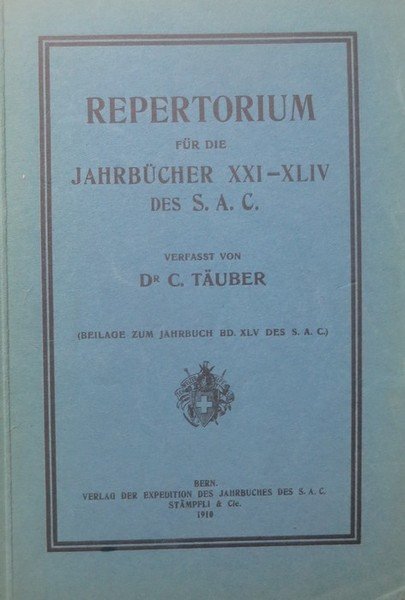 REPERTORIUM
FÜR DIE
JAHRBÜCHER XXI–XLIV
DES S. A. C.
VERFASST VON
DR C. TÄUBER
(BEILAGE ZUM JAHRBUCH BD. XLV DES S. A. C.)
BERN.
VERLAG DER EXPEDITION DES JAHRBUCHES DES S. A. C.
STÄMPFLI & Cie.
1910